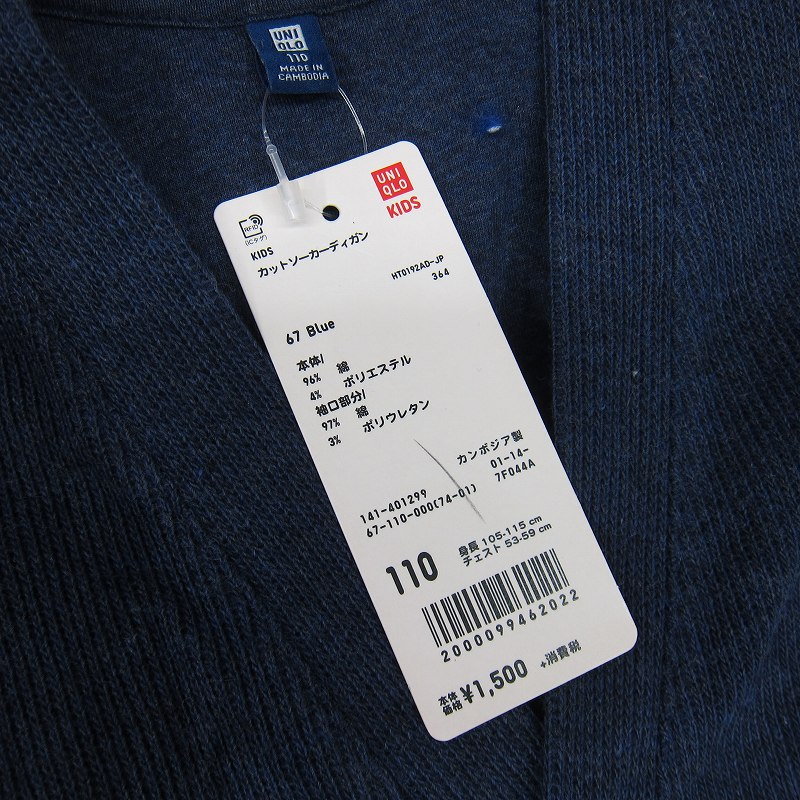 UNI
QLO
110
MADE IN
CAMBODIA
UNI
QLO
KIDS
RFID
(ICタグ)
KIDS
カットソーカーディガン
HT0192AD-JP
364
67 Blue
本体/
96% 綿
4% ポリエステル
袖口部分/
97% 綿
3% ポリウレタン
カンボジア製
141-401299 01-14-
67-110-000(74-01) 7F044A
110 身長 105-115 cm
チェスト 53-59 cm
2000099462022
本体
価格 ¥1,500 +消費税